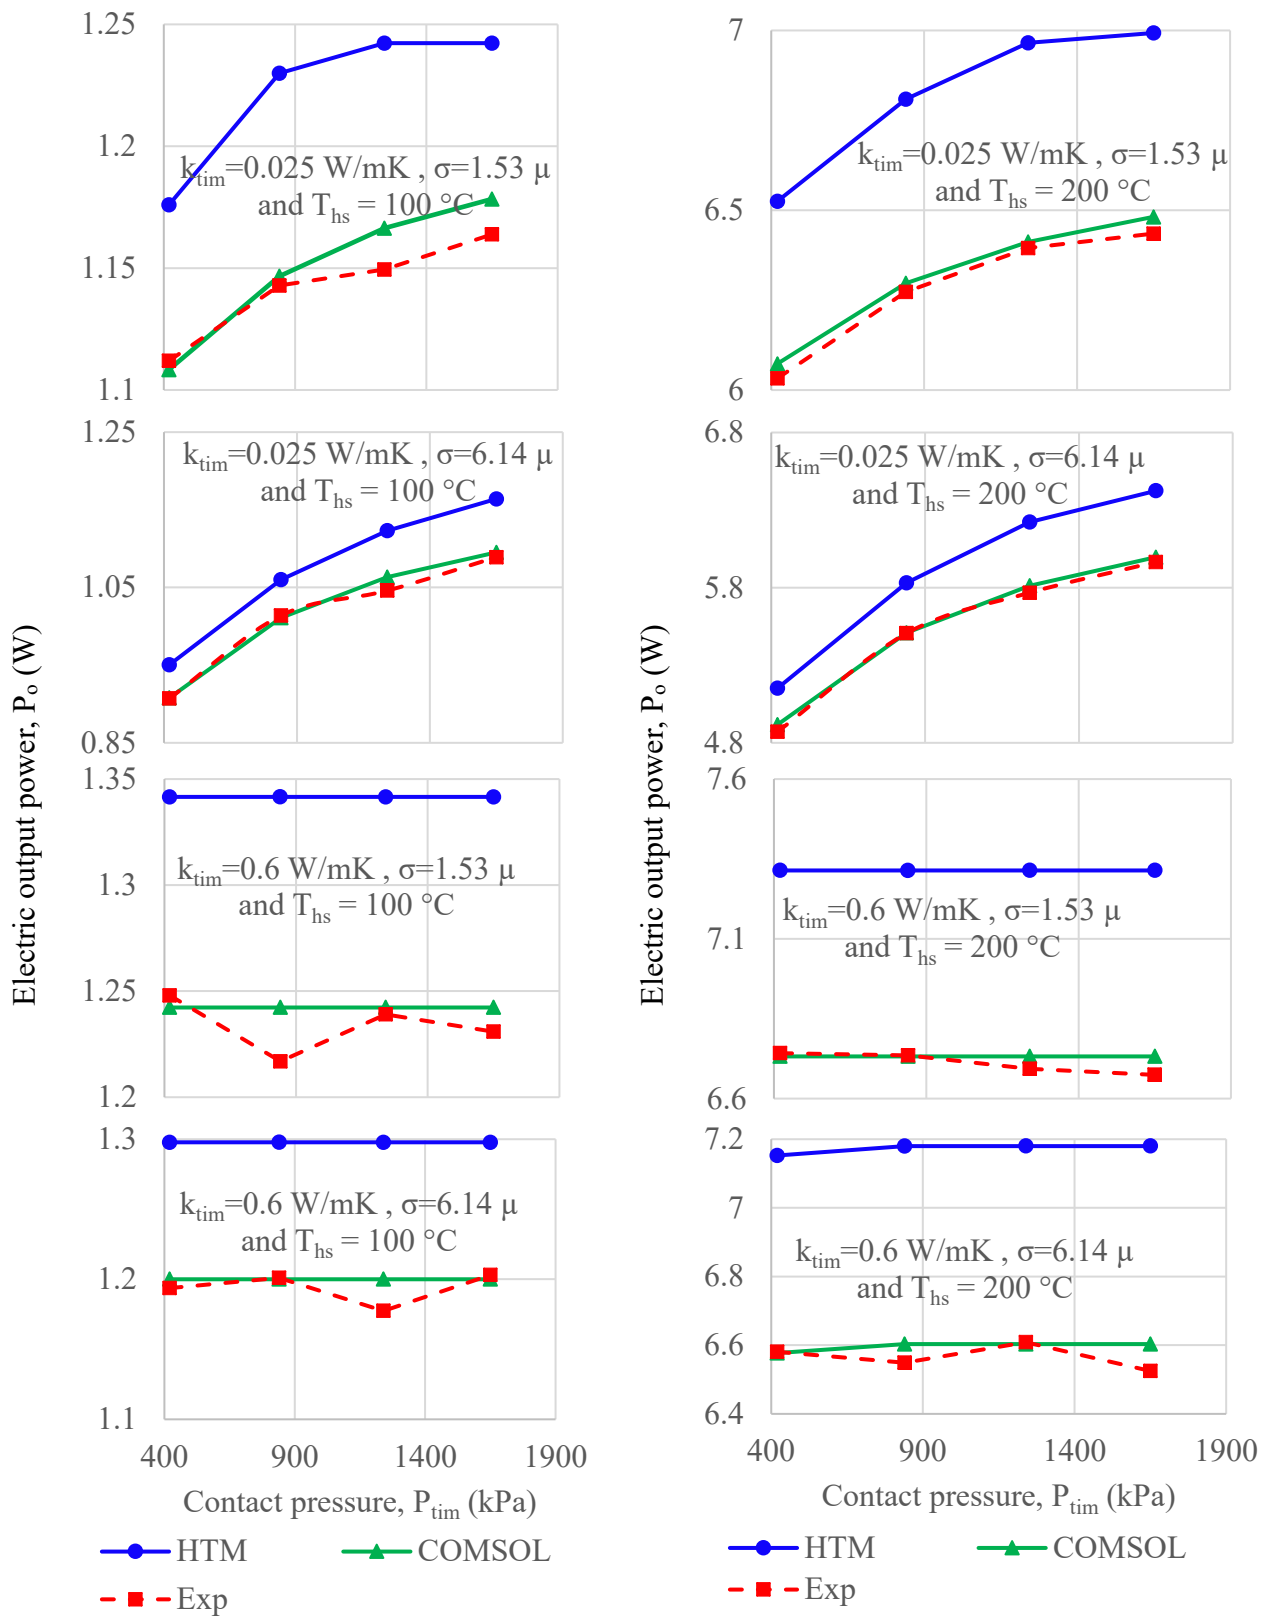 1.25
1.2
1.15
1.1
k_tim=0.025 W/mK , σ=1.53 μ
and T_hs = 100 °C
7
6.5
6
k_tim=0.025 W/mK , σ=1.53 μ
and T_hs = 200 °C
1.25
1.05
0.85
k_tim=0.025 W/mK , σ=6.14 μ
and T_hs = 100 °C
6.8
5.8
4.8
k_tim=0.025 W/mK , σ=6.14 μ
and T_hs = 200 °C
Electric output power, P_o (W)
Electric output power, P_o (W)
1.35
1.3
1.25
1.2
k_tim=0.6 W/mK , σ=1.53 μ
and T_hs = 100 °C
7.6
7.1
6.6
k_tim=0.6 W/mK , σ=1.53 μ
and T_hs = 200 °C
1.3
1.2
1.1
k_tim=0.6 W/mK , σ=6.14 μ
and T_hs = 100 °C
400 900 1400 1900
Contact pressure, P_tim (kPa)
HTM COMSOL
Exp
7.2
7
6.8
6.6
6.4
k_tim=0.6 W/mK , σ=6.14 μ
and T_hs = 200 °C
400 900 1400 1900
Contact pressure, P_tim (kPa)
HTM COMSOL
Exp